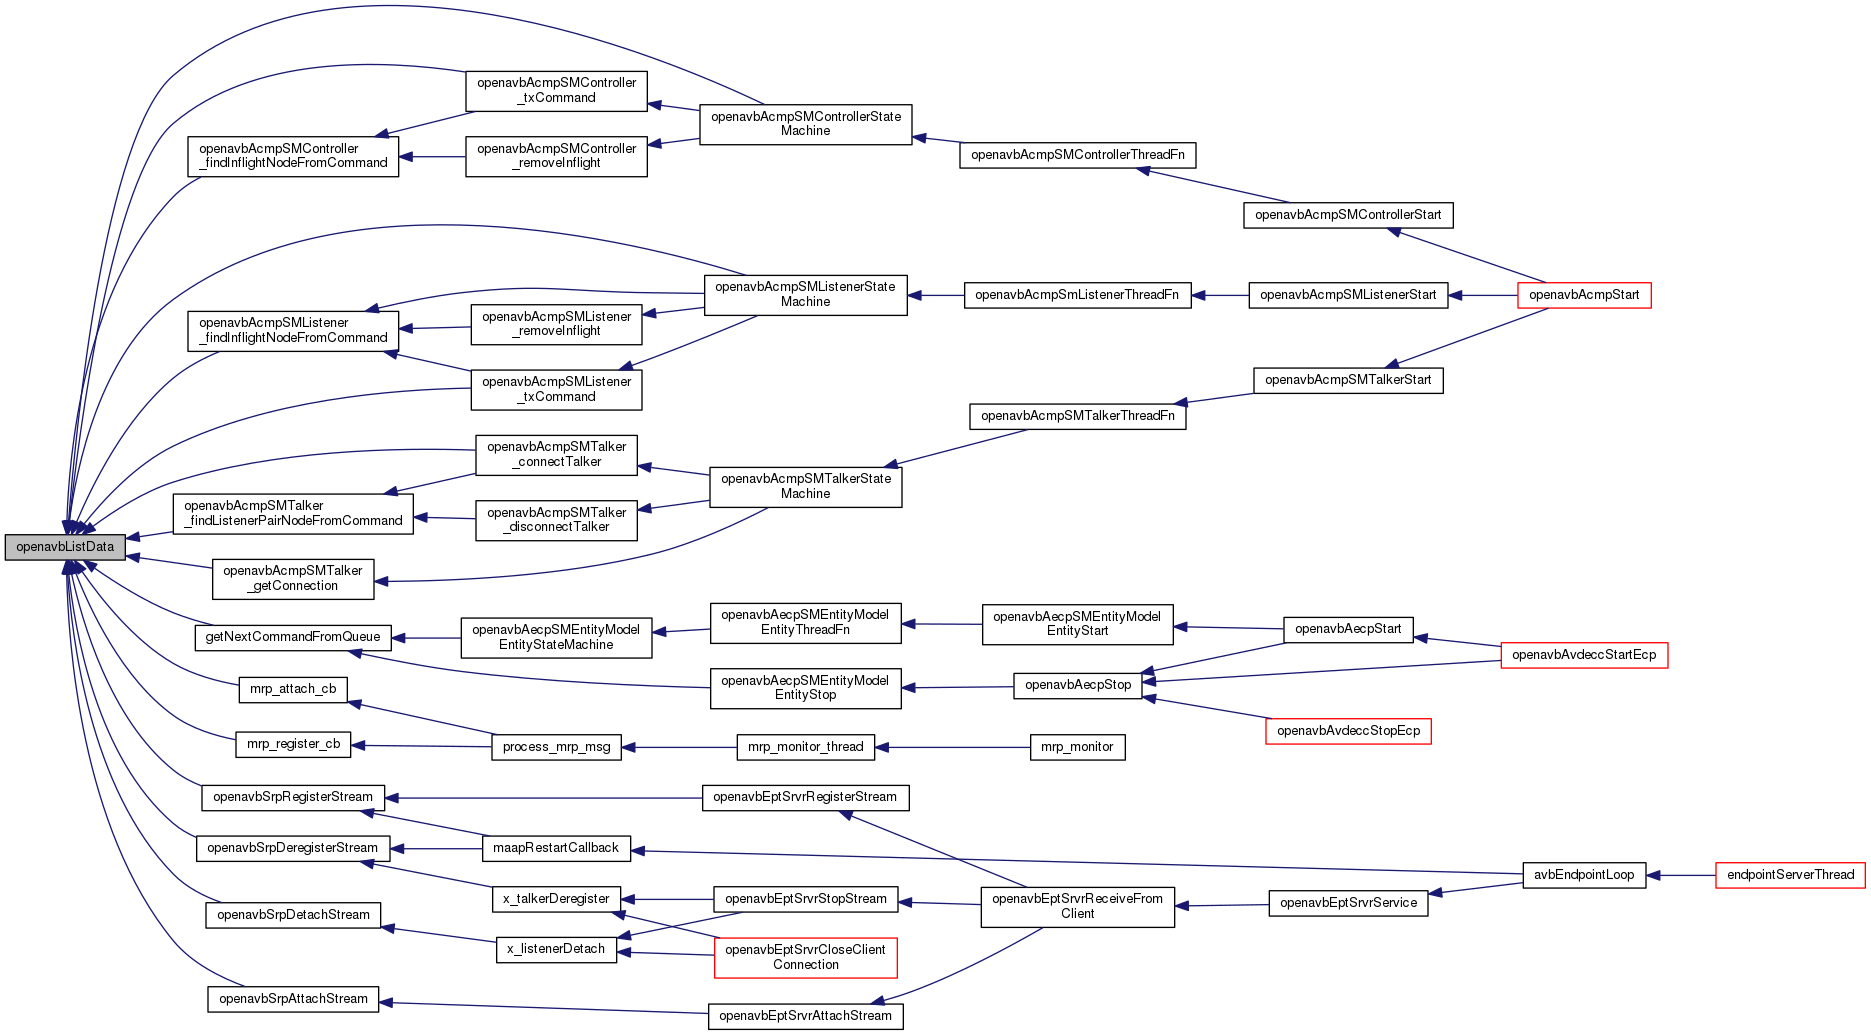 openavbListData
openavbAcmpSMController
_findInflightNodeFromCommand
openavbAcmpSMController
_txCommand
openavbAcmpSMController
_removeInflight
openavbAcmpSMControllerState
Machine
openavbAcmpSMControllerThreadFn
openavbAcmpSMControllerStart
openavbAcmpStart
openavbAcmpSMListener
_findInflightNodeFromCommand
openavbAcmpSMListener
_removeInflight
openavbAcmpSMListener
_txCommand
openavbAcmpSMListenerState
Machine
openavbAcmpSmListenerThreadFn
openavbAcmpSMListenerStart
openavbAcmpSMTalker
_findListenerPairNodeFromCommand
openavbAcmpSMTalker
_connectTalker
openavbAcmpSMTalker
_disconnectTalker
openavbAcmpSMTalker
_getConnection
openavbAcmpSMTalkerState
Machine
openavbAcmpSMTalkerThreadFn
openavbAcmpSMTalkerStart
getNextCommandFromQueue
openavbAecpSMEntityModel
EntityStateMachine
openavbAecpSMEntityModel
EntityThreadFn
openavbAecpSMEntityModel
EntityStart
openavbAecpStart
openavbAvdeccStartEcp
openavbAecpSMEntityModel
EntityStop
openavbAecpStop
openavbAvdeccStopEcp
mrp_attach_cb
mrp_register_cb
process_mrp_msg
mrp_monitor_thread
mrp_monitor
openavbSrpRegisterStream
openavbEptSrvrRegisterStream
openavbSrpDeregisterStream
maapRestartCallback
x_talkerDeregister
openavbEptSrvrStopStream
openavbSrpDetachStream
x_listenerDetach
openavbEptSrvrCloseClient
Connection
openavbSrpAttachStream
openavbEptSrvrAttachStream
openavbEptSrvrReceiveFrom
Client
openavbEptSrvrService
avbEndpointLoop
endpointServerThread